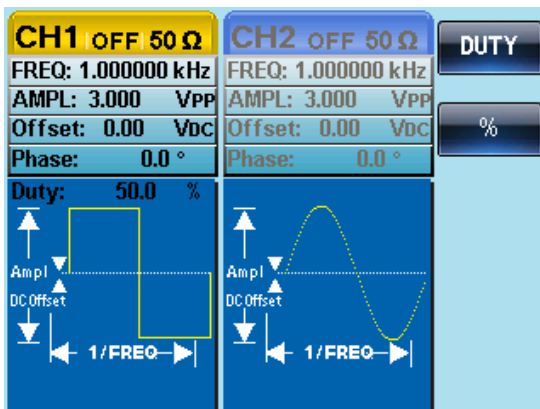 CH1 OFF 50 Ω
FREQ: 1.000000 kHz
AMPL: 3.000 VPP
Offset: 0.00 VDC
Phase: 0.0 °
Duty: 50.0 %
Ampl
DC Offset
1/FREQ
CH2 OFF 50 Ω
FREQ: 1.000000 kHz
AMPL: 3.000 VPP
Offset: 0.00 VDC
Phase: 0.0 °
Ampl
DC Offset
1/FREQ
DUTY
%